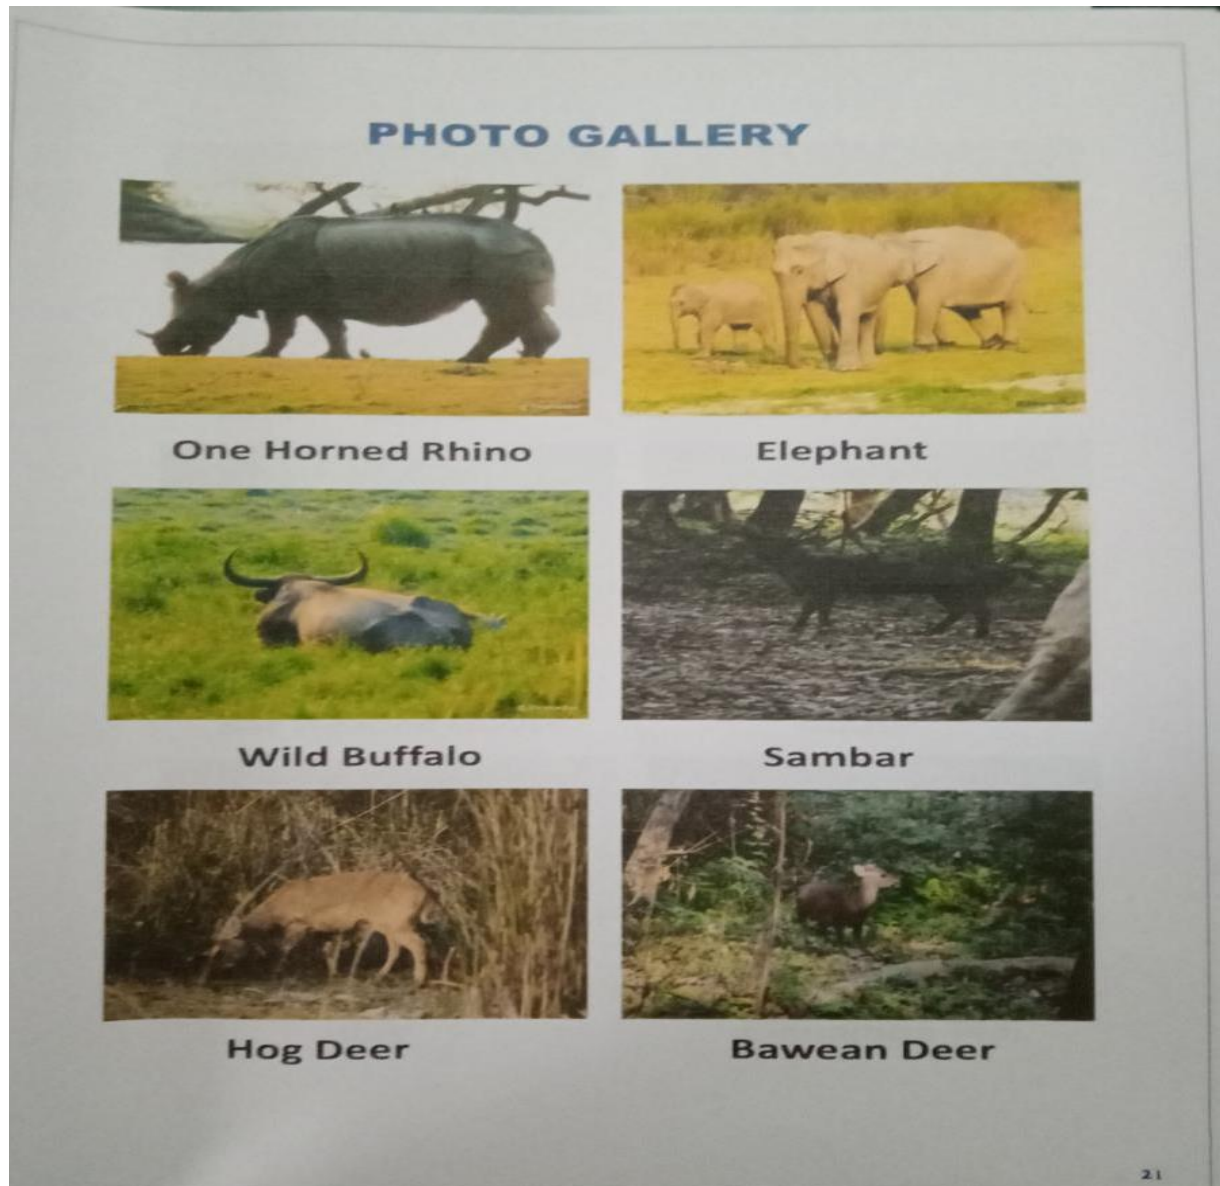 PHOTO GALLERY
One Horned Rhino
Elephant
Wild Buffalo
Sambar
Hog Deer
Bawean Deer
21